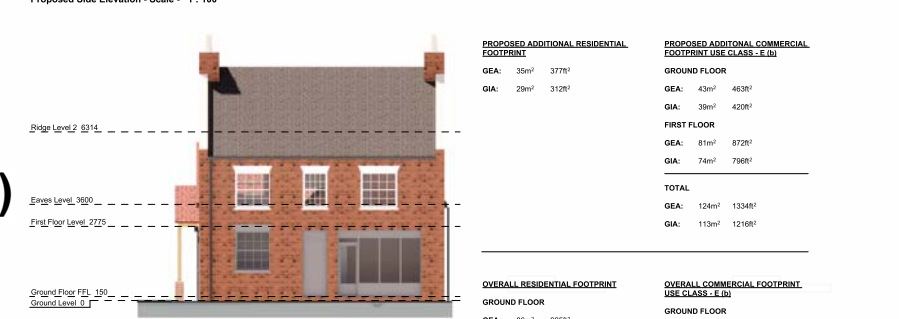 Proposed Side Elevation - Scale - 1 : 100
PROPOSED ADDITIONAL RESIDENTIAL
FOOTPRINT
GEA: 35m² 377ft²
GIA: 29m² 312ft²
PROPOSED ADDITONAL COMMERCIAL
FOOTPRINT USE CLASS - E (b)
GROUND FLOOR
GEA: 43m² 463ft²
GIA: 39m² 420ft²
FIRST FLOOR
GEA: 81m² 872ft²
GIA: 74m² 796ft²
TOTAL
GEA: 124m² 1334ft²
GIA: 113m² 1216ft²
Ridge Level 2 6314
Eaves Level 3600
First Floor Level 2775
Ground Floor FFL 150
Ground Level 0
)
OVERALL RESIDENTIAL FOOTPRINT
GROUND FLOOR
OVERALL COMMERCIAL FOOTPRINT
USE CLASS - E (b)
GROUND FLOOR